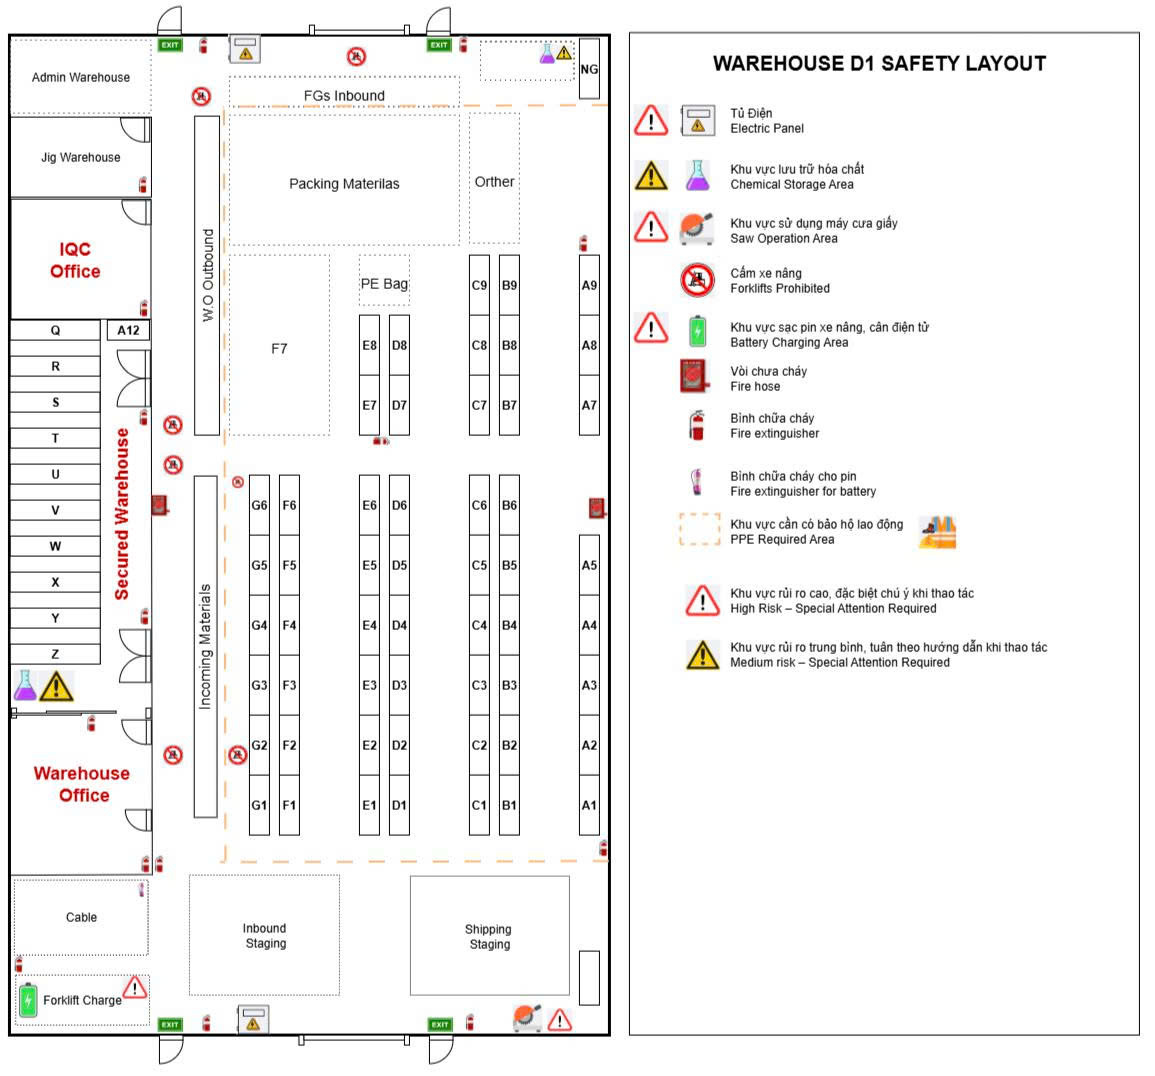 EXIT
EXIT
Admin Warehouse
NG
FGs Inbound
Jig Warehouse
Packing Materilas
Orther
IQC
Office
W.O Outbound
PE Bag
C9
B9
A9
Q
A12
F7
E8
D8
C8
B8
A8
R
S
E7
D7
C7
B7
A7
T
U
Secured Warehouse
V
G6
F6
E6
D6
C6
B6
W
G5
F5
E5
D5
C5
B5
A5
X
Y
Incoming Materials
G4
F4
E4
D4
C4
B4
A4
Z
G3
F3
E3
D3
C3
B3
A3
G2
F2
E2
D2
C2
B2
A2
Warehouse
Office
G1
F1
E1
D1
C1
B1
A1
Cable
Inbound
Staging
Shipping
Staging
Forklift Charge
EXIT
EXIT
WAREHOUSE D1 SAFETY LAYOUT
Tủ Điện
Electric Panel
Khu vực lưu trữ hóa chất
Chemical Storage Area
Khu vực sử dụng máy cưa giấy
Saw Operation Area
Cấm xe nâng
Forklifts Prohibited
Khu vực sạc pin xe nâng, cân điện tử
Battery Charging Area
Vòi chưa cháy
Fire hose
Bình chữa cháy
Fire extinguisher
Bình chữa cháy cho pin
Fire extinguisher for battery
Khu vực cần có bảo hộ lao động
PPE Required Area
Khu vực rủi ro cao, đặc biệt chú ý khi thao tác
High Risk – Special Attention Required
Khu vực rủi ro trung bình, tuân theo hướng dẫn khi thao tác
Medium risk – Special Attention Required